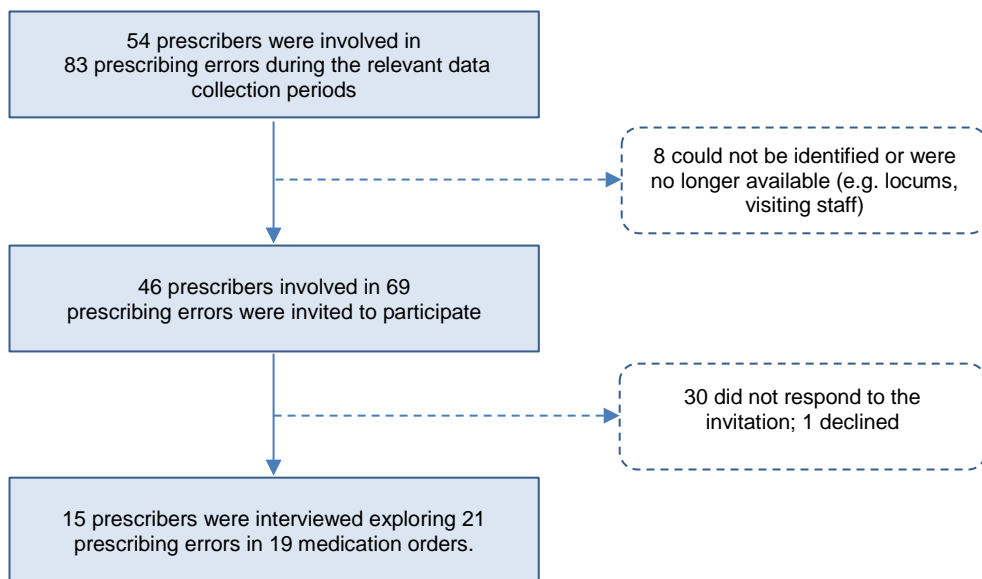 54 prescribers were involved in
83 prescribing errors during the relevant data
collection periods
8 could not be identified or were
no longer available (e.g. locums,
visiting staff)
46 prescribers involved in 69
prescribing errors were invited to participate
30 did not respond to the
invitation; 1 declined
15 prescribers were interviewed exploring 21
prescribing errors in 19 medication orders.